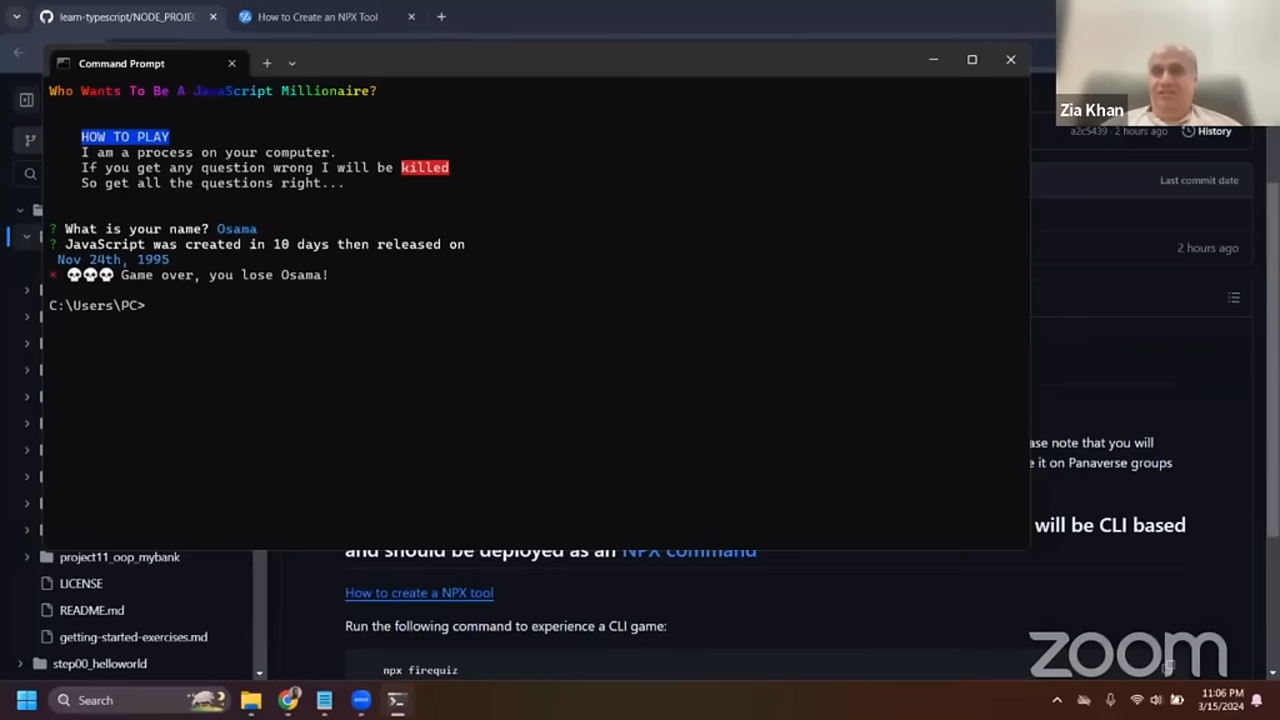 learn-typescript/NODE_PROJE
How to Create an NPX Tool
Command Prompt
Who Wants To Be A JavaScript Millionaire?
HOW TO PLAY
I am a process on your computer.
If you get any question wrong I will be killed
So get all the questions right...
? What is your name? Osama
? JavaScript was created in 10 days then released on
Nov 24th, 1995
× 💀💀💀 Game over, you lose Osama!
C:\Users\PC>
Zia Khan
a2c5439 · 2 hours ago
History
Last commit date
2 hours ago
ase note that you will
e it on Panaverse groups
will be CLI based
and should be deployed as an NPX command
How to create a NPX tool
Run the following command to experience a CLI game:
npx firequiz
project11_oop_mybank
LICENSE
README.md
getting-started-exercises.md
step00_helloworld
zoom
Search
11:06 PM
3/15/2024